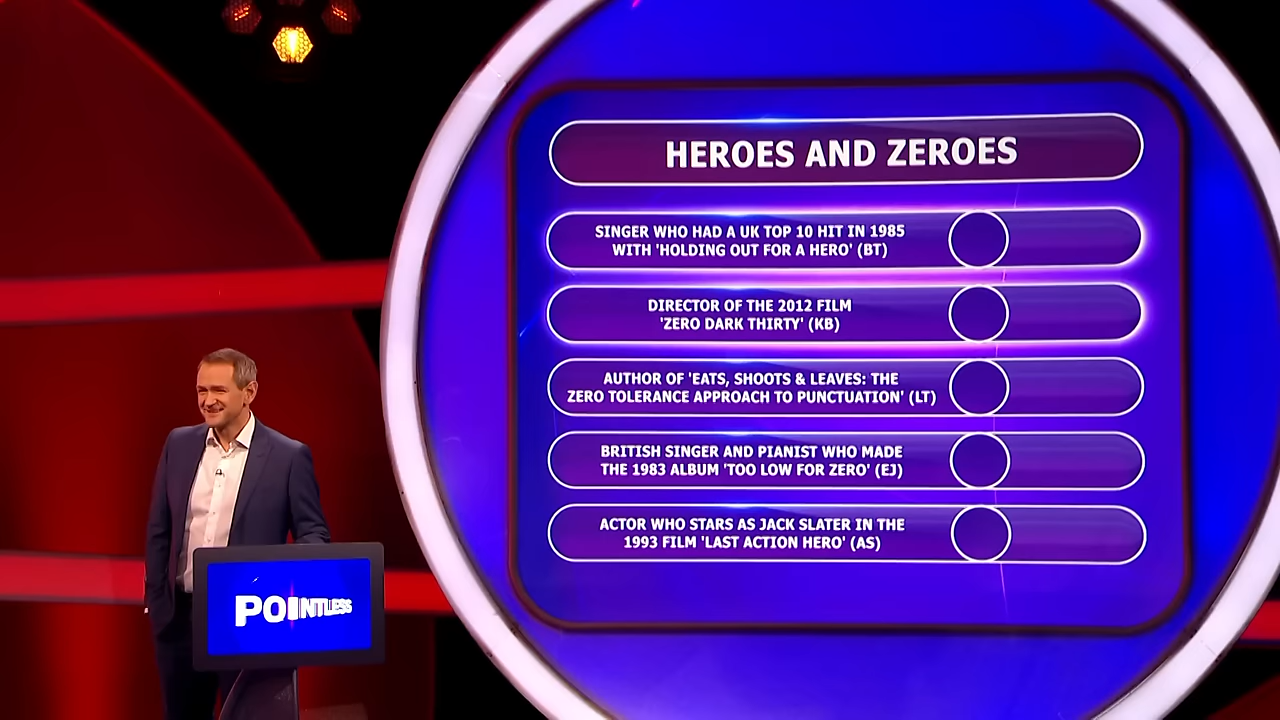 HEROES AND ZEROES
SINGER WHO HAD A UK TOP 10 HIT IN 1985
WITH 'HOLDING OUT FOR A HERO' (BT)
DIRECTOR OF THE 2012 FILM
'ZERO DARK THIRTY' (KB)
AUTHOR OF 'EATS, SHOOTS & LEAVES: THE
ZERO TOLERANCE APPROACH TO PUNCTUATION' (LT)
BRITISH SINGER AND PIANIST WHO MADE
THE 1983 ALBUM 'TOO LOW FOR ZERO' (EJ)
ACTOR WHO STARS AS JACK SLATER IN THE
1993 FILM 'LAST ACTION HERO' (AS)
POINTLESS